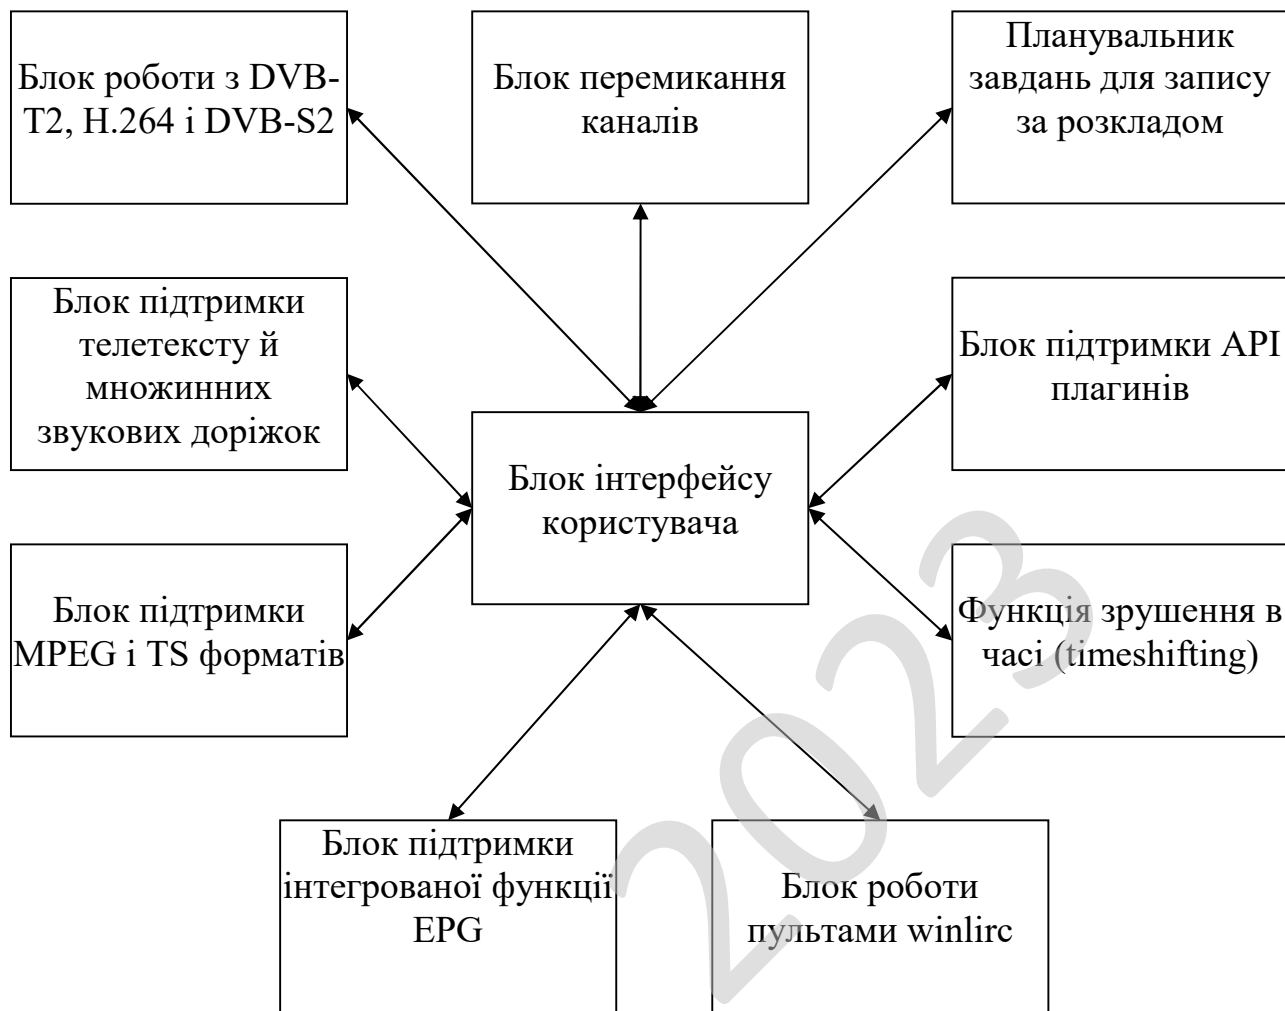 Блок роботи з DVB-
T2, H.264 і DVB-S2
Блок перемикання
каналів
Планувальник
завдань для запису
за розкладом
Блок підтримки
телетексту й
множинних
звукових доріжок
Блок підтримки API
плагинів
Блок інтерфейсу
користувача
Блок підтримки
MPEG і TS форматів
Функція зрушення в
часі (timeshifting)
Блок підтримки
інтегрованої функції
EPG
Блок роботи
пультами winlirc
2023